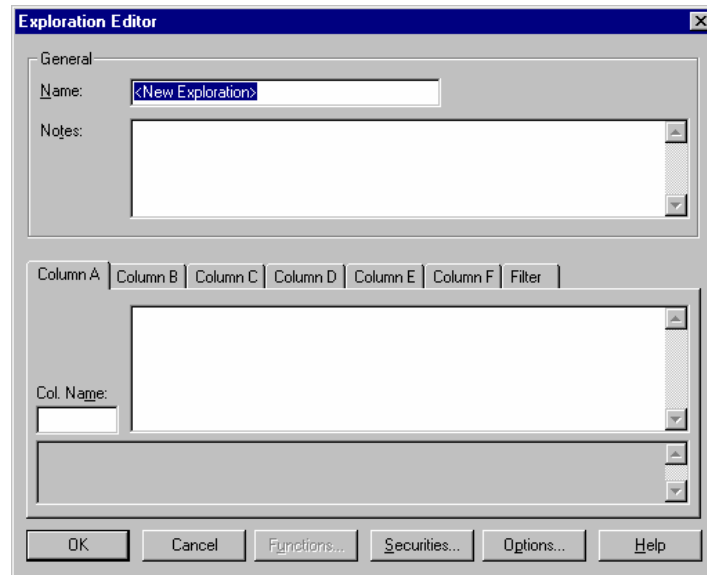 Exploration Editor
General
Name: <New Exploration>
Notes:
Column A Column B Column C Column D Column E Column F Filter
Col. Name:
OK Cancel Functions... Securities... Options... Help